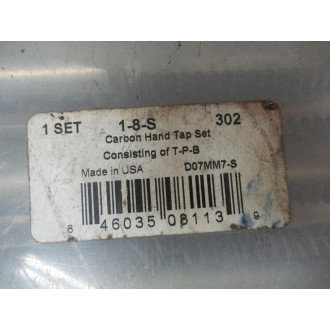 1 SET 1-8-S 302
Carbon Hand Tap Set
Consisting of T-P-B
Made in USA D07MM7-S
8 46035 08113 9